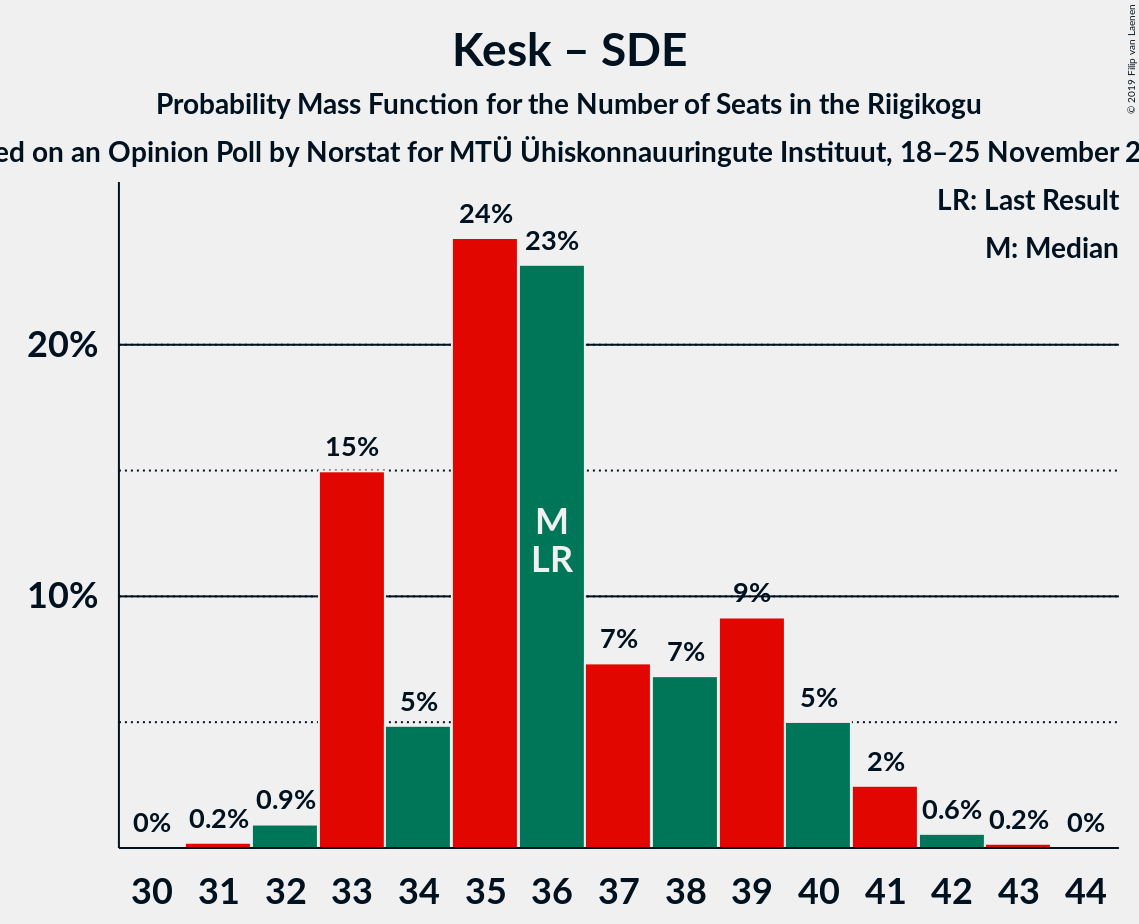 Kesk – SDE
Probability Mass Function for the Number of Seats in the Riigikogu
ed on an Opinion Poll by Norstat for MTÜ Ühiskonnauuringute Instituut, 18–25 November 2
© 2019 Filip van Laenen
LR: Last Result
M: Median
24%
23%
20%
15%
M
LR
10%
9%
7%
7%
5%
5%
2%
0.9%
0.6%
0.2%
0.2%
0%
0%
30 31 32 33 34 35 36 37 38 39 40 41 42 43 44